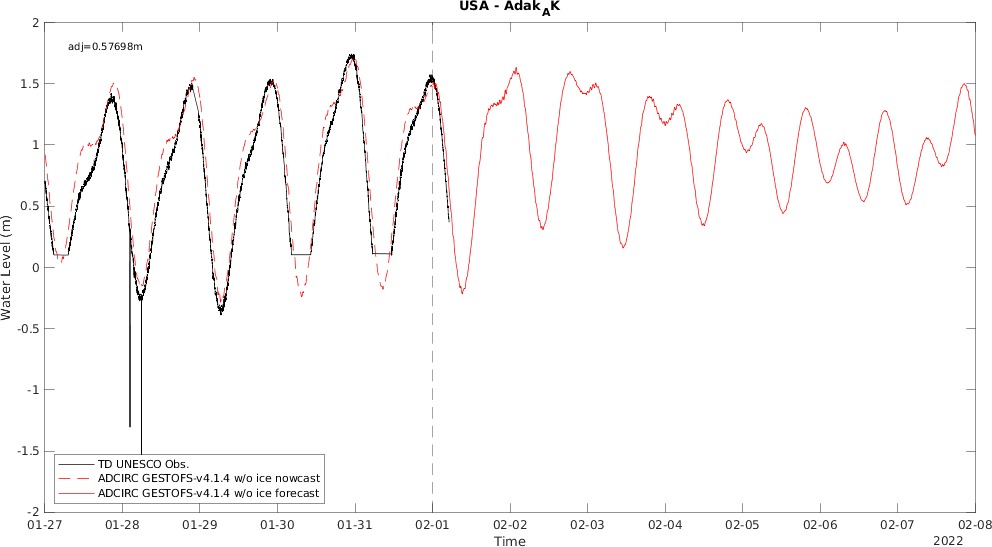 USA - Adak_AK
adj=0.57698m
2
1.5
1
0.5
0
-0.5
-1
-1.5
-2
Water Level (m)
TD UNESCO Obs.
ADCIRC GESTOFS-v4.1.4 w/o ice nowcast
ADCIRC GESTOFS-v4.1.4 w/o ice forecast
01-27 01-28 01-29 01-30 01-31 02-01 02-02 02-03 02-04 02-05 02-06 02-07 02-08
Time
2022